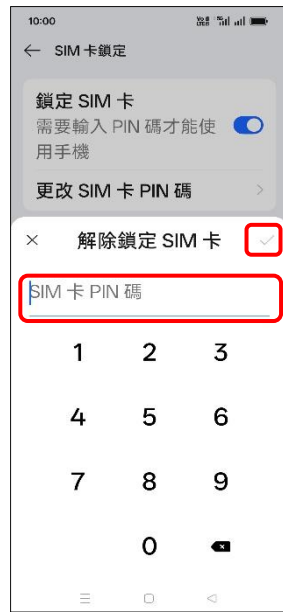 10:00
SIM 卡鎖定
鎖定 SIM 卡
需要輸入 PIN 碼才能使
用手機
更改 SIM 卡 PIN 碼
解除鎖定 SIM 卡
SIM 卡 PIN 碼
1 2 3
4 5 6
7 8 9
0